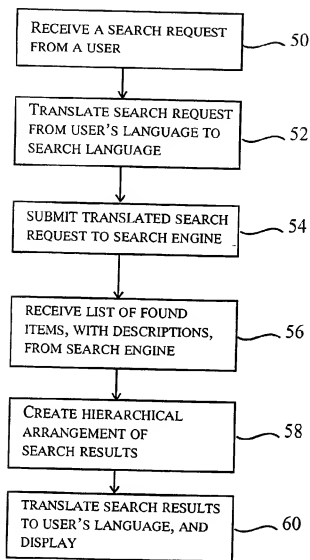 RECEIVE A SEARCH REQUEST
FROM A USER
50
TRANSLATE SEARCH REQUEST
FROM USER'S LANGUAGE TO
SEARCH LANGUAGE
52
SUBMIT TRANSLATED SEARCH
REQUEST TO SEARCH ENGINE
54
RECEIVE LIST OF FOUND
ITEMS, WITH DESCRIPTIONS,
FROM SEARCH ENGINE
56
CREATE HIERARCHICAL
ARRANGEMENT OF
SEARCH RESULTS
58
TRANSLATE SEARCH RESULTS
TO USER'S LANGUAGE, AND
DISPLAY
60